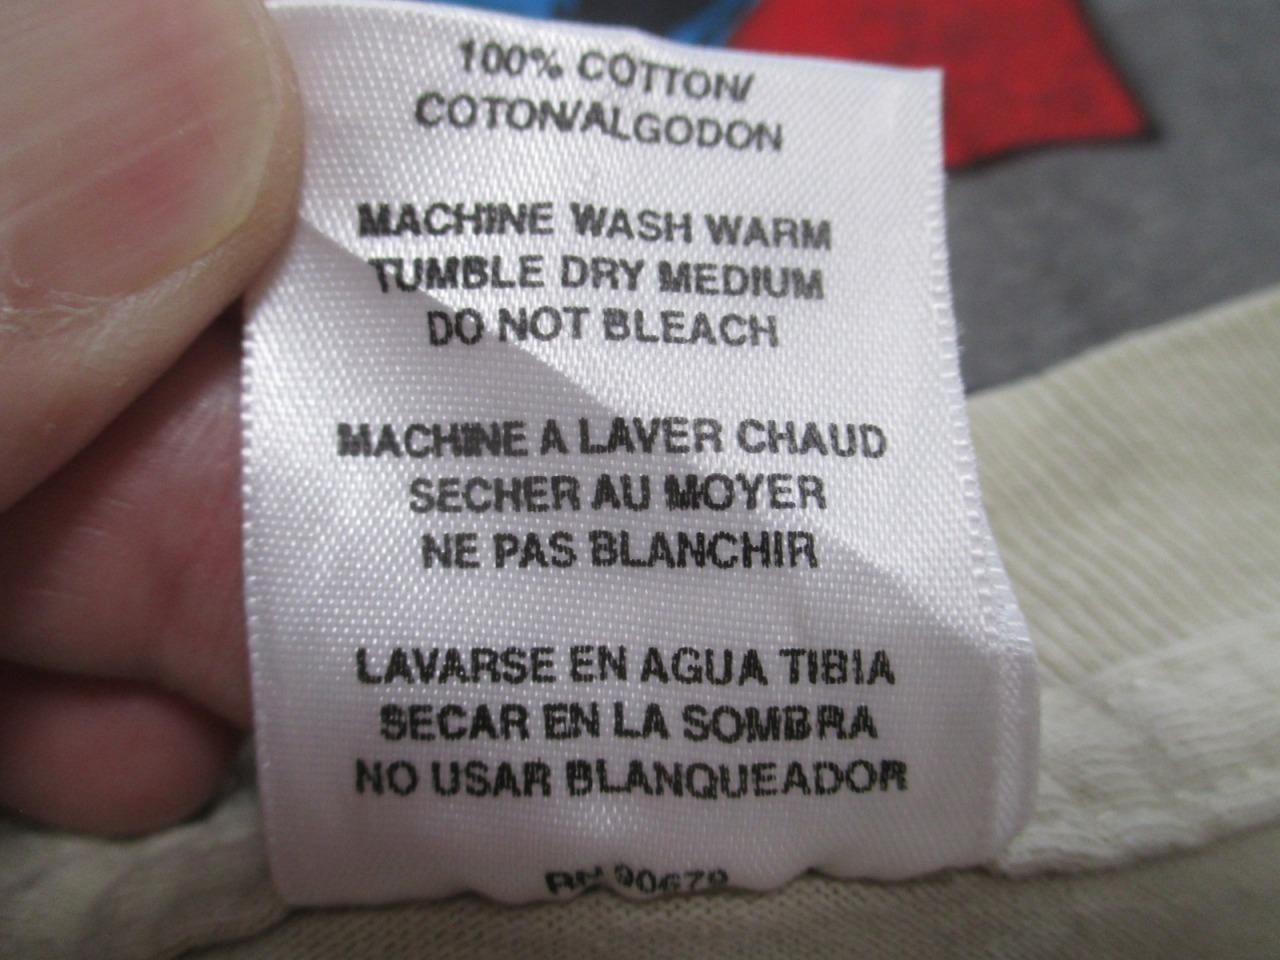 100% COTTON/
COTON/ALGODON
MACHINE WASH WARM
TUMBLE DRY MEDIUM
DO NOT BLEACH
MACHINE A LAVER CHAUD
SECHER AU MOYER
NE PAS BLANCHIR
LAVARSE EN AGUA TIBIA
SECAR EN LA SOMBRA
NO USAR BLANQUEADOR
RN